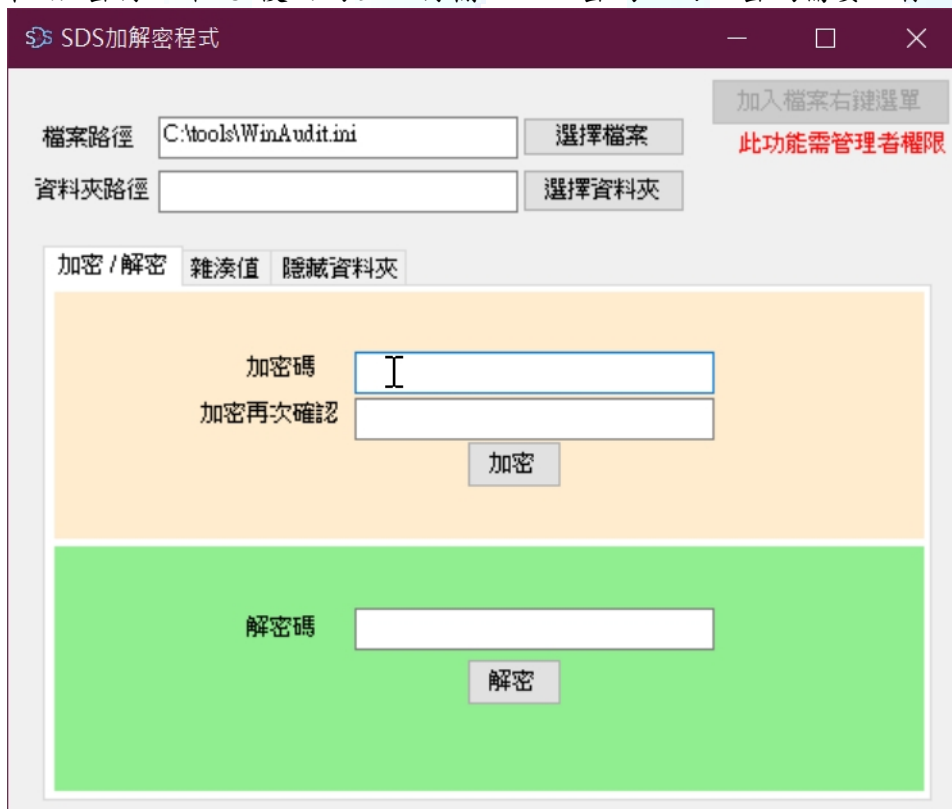 SDS加解密程式
加入檔案右鍵選單
檔案路徑 C:\tools\WinAudit.ini 選擇檔案 此功能需管理者權限
資料夾路徑 選擇資料夾
加密 / 解密 雜湊值 隱藏資料夾
加密碼
加密再次確認
加密
解密碼
解密